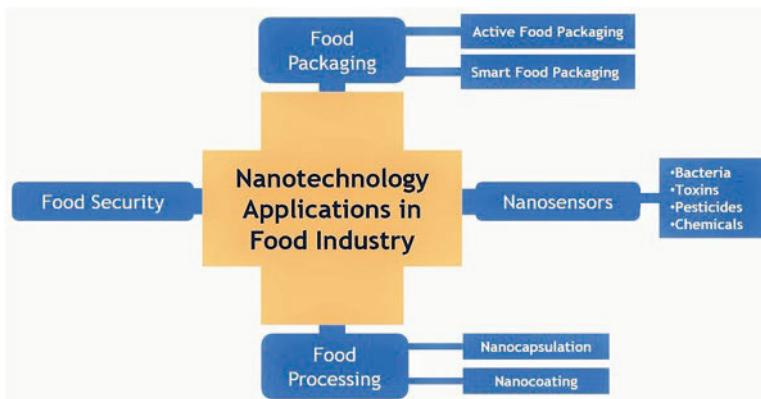 Food
Packaging
Active Food Packaging
Smart Food Packaging
Nanotechnology
Applications in
Food Industry
Food Security
Nanosensors
•Bacteria
•Toxins
•Pesticides
•Chemicals
Food
Processing
Nanocapsulation
Nanocoating